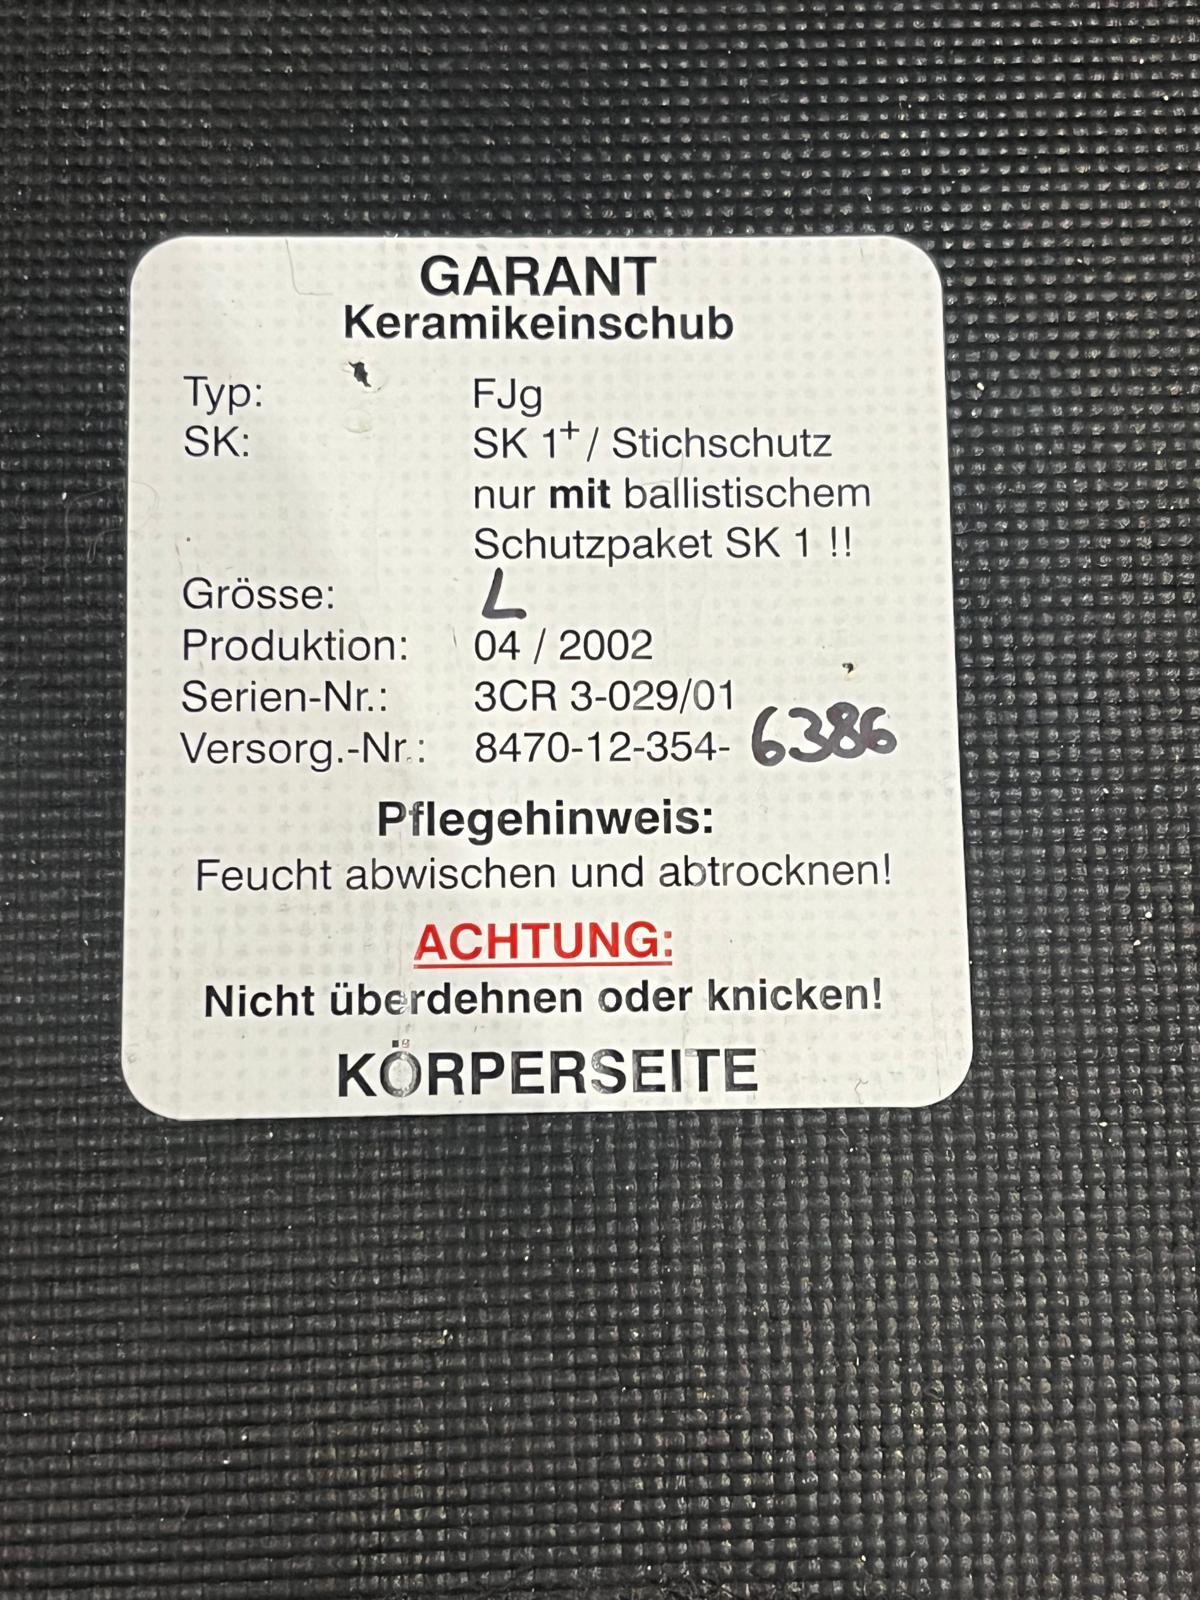 GARANT
Keramikeinschub
Typ: FJg
SK: SK 1+ / Stichschutz
nur mit ballistischem
Schutzpaket SK 1 !!
Grösse: L
Produktion: 04 / 2002
Serien-Nr.: 3CR 3-029/01
Versorg.-Nr.: 8470-12-354- 6386
Pflegehinweis:
Feucht abwischen und abtrocknen!
ACHTUNG:
Nicht überdehnen oder knicken!
KÖRPERSEITE